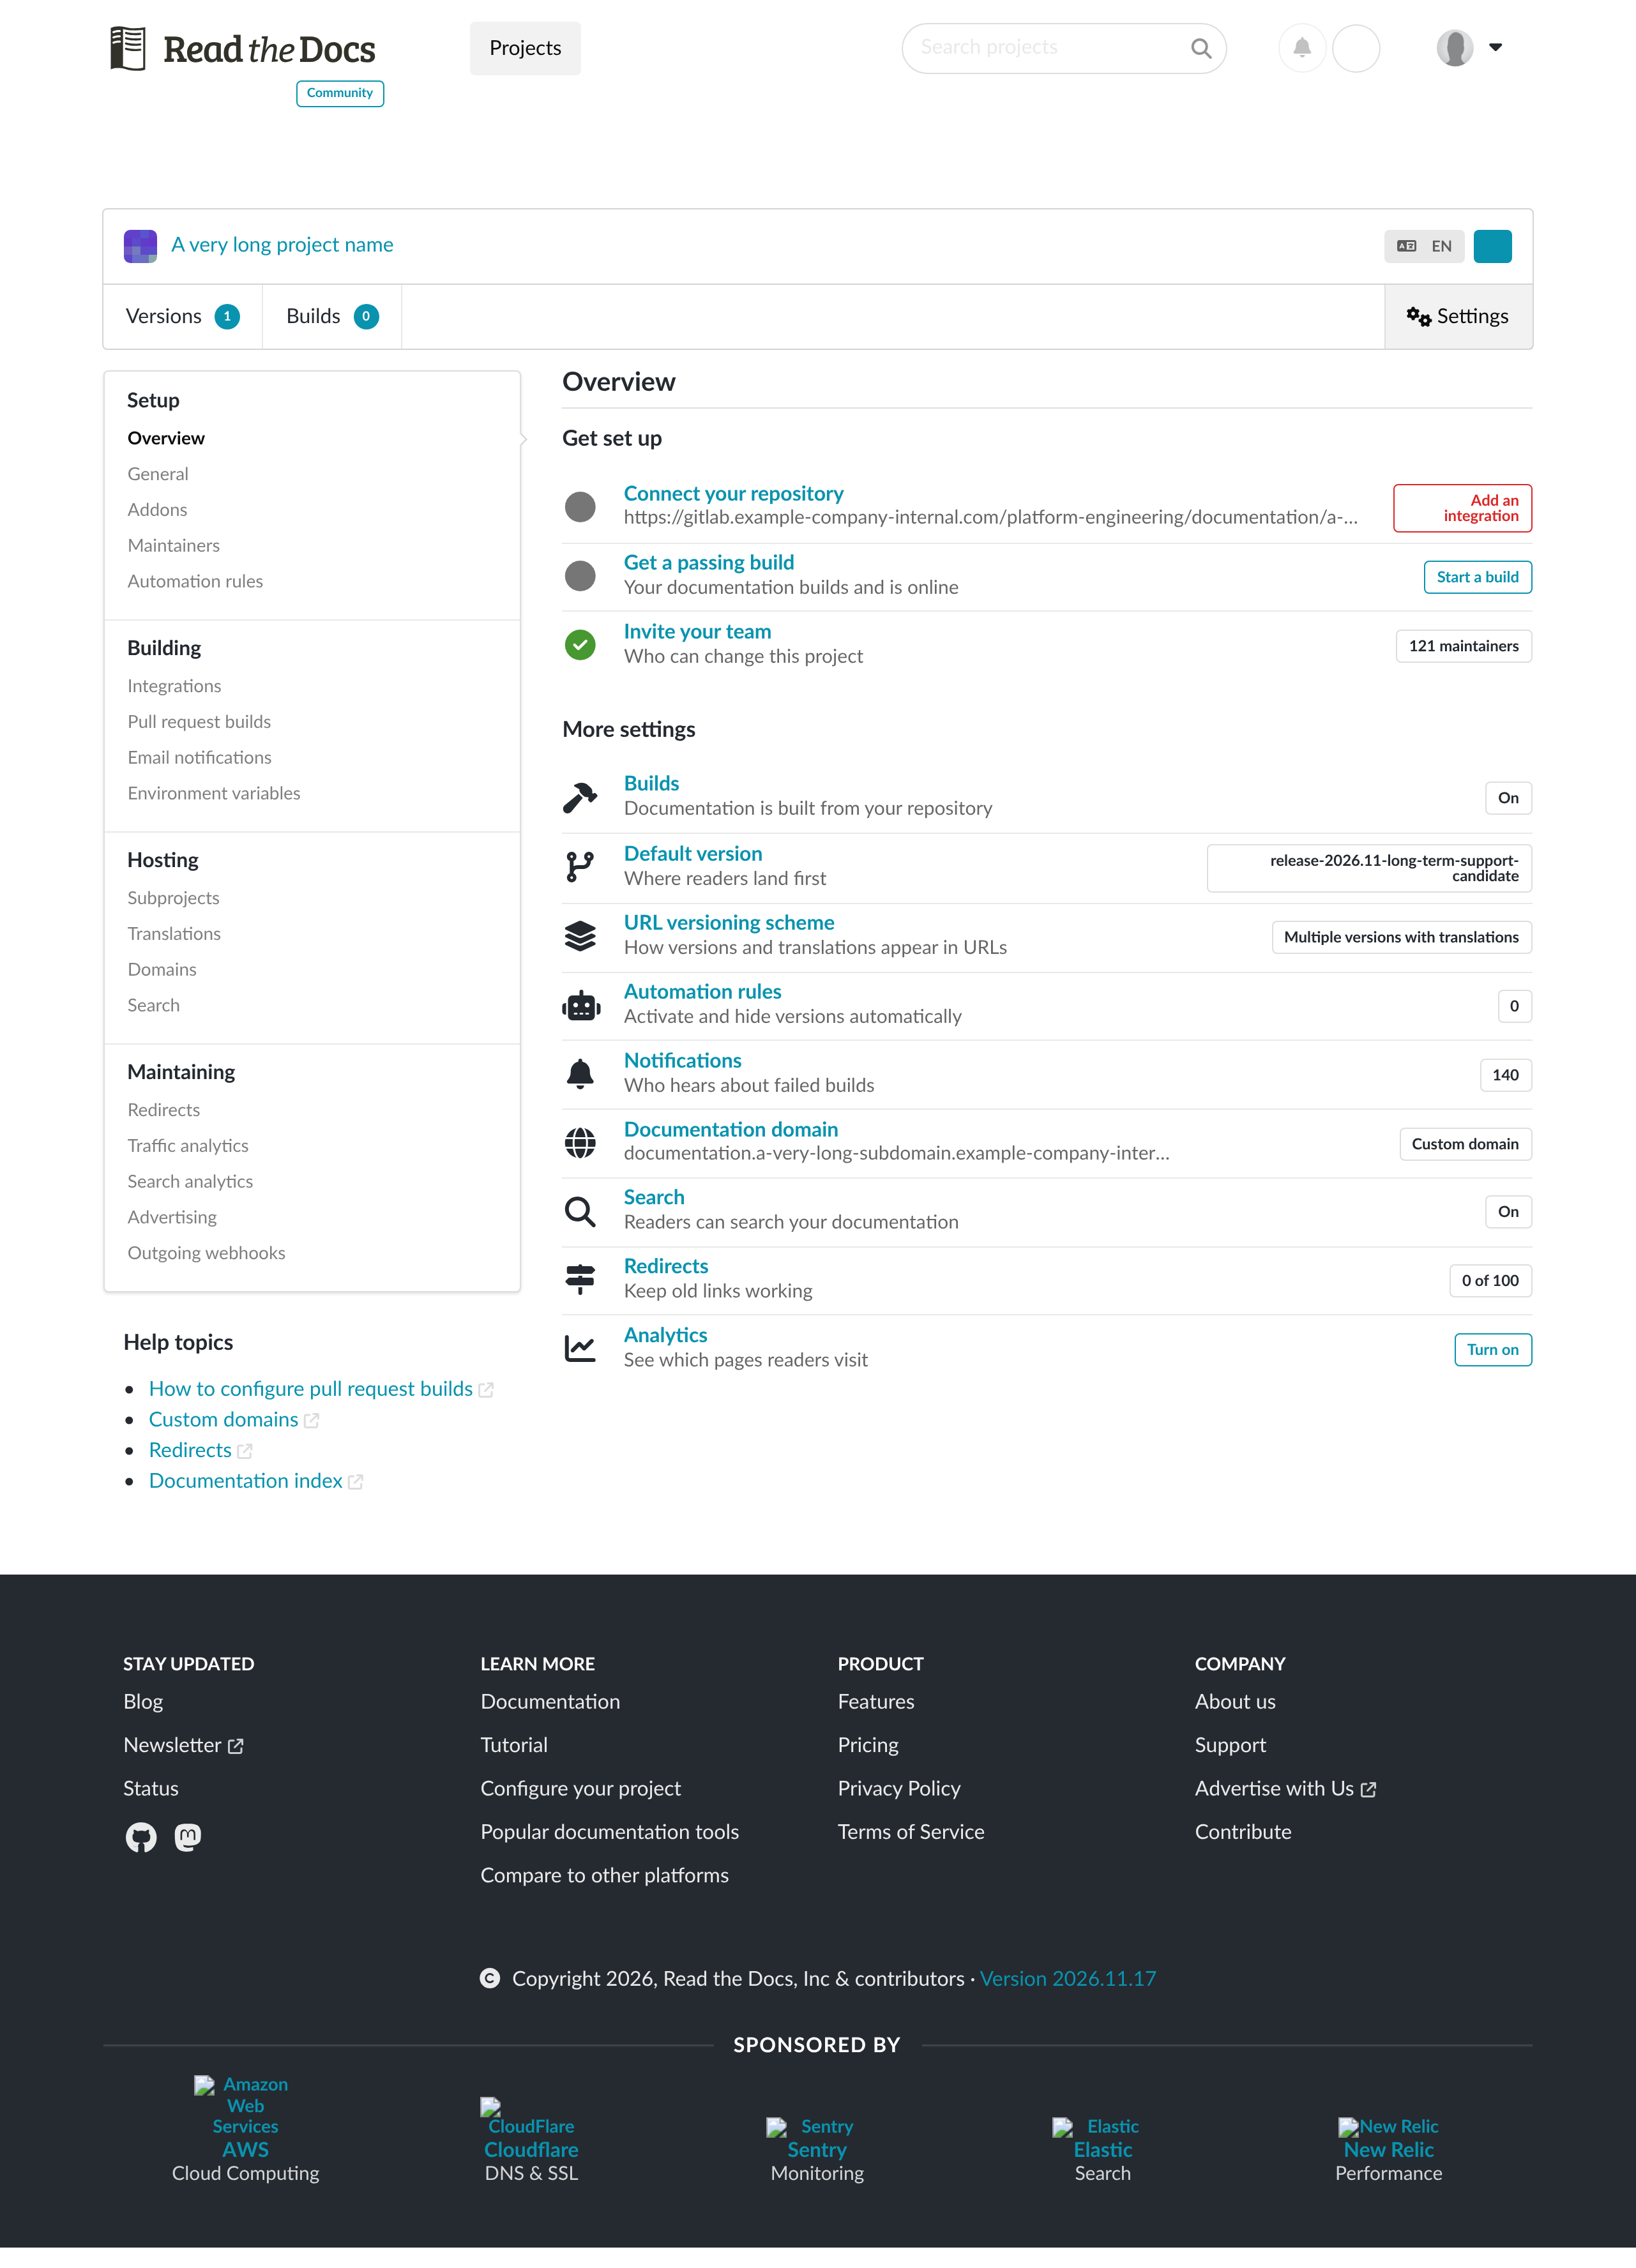 Read the Docs
Community
Projects
Search projects
A very long project name
EN
Versions 1
Builds 0
Settings
Setup
Overview
General
Addons
Maintainers
Automation rules
Building
Integrations
Pull request builds
Email notifications
Environment variables
Hosting
Subprojects
Translations
Domains
Search
Maintaining
Redirects
Traffic analytics
Search analytics
Advertising
Outgoing webhooks
Help topics
How to configure pull request builds
Custom domains
Redirects
Documentation index
Overview
Get set up
Connect your repository
https://gitlab.example-company-internal.com/platform-engineering/documentation/a-...
Add an
integration
Get a passing build
Your documentation builds and is online
Start a build
Invite your team
Who can change this project
121 maintainers
More settings
Builds
Documentation is built from your repository
On
Default version
Where readers land first
release-2026.11-long-term-support-
candidate
URL versioning scheme
How versions and translations appear in URLs
Multiple versions with translations
Automation rules
Activate and hide versions automatically
0
Notifications
Who hears about failed builds
140
Documentation domain
documentation.a-very-long-subdomain.example-company-inter...
Custom domain
Search
Readers can search your documentation
On
Redirects
Keep old links working
0 of 100
Analytics
See which pages readers visit
Turn on
STAY UPDATED
Blog
Newsletter
Status
LEARN MORE
Documentation
Tutorial
Configure your project
Popular documentation tools
Compare to other platforms
PRODUCT
Features
Pricing
Privacy Policy
Terms of Service
COMPANY
About us
Support
Advertise with Us
Contribute
Copyright 2026, Read the Docs, Inc & contributors · Version 2026.11.17
SPONSORED BY
Amazon
Web
Services
AWS
Cloud Computing
CloudFlare
Cloudflare
DNS & SSL
Sentry
Sentry
Monitoring
Elastic
Elastic
Search
New Relic
New Relic
Performance